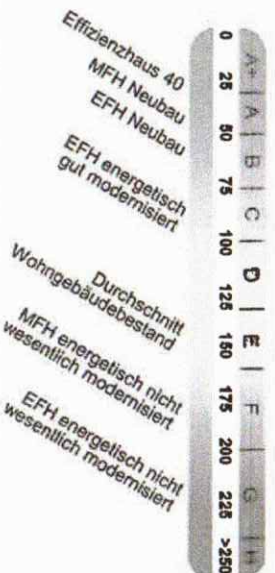 A+ | A | B | C | D | E | F | G | H
0 25 50 75 100 125 150 175 200 225 >250
Effizienzhaus 40
MFH Neubau
EFH Neubau
EFH energetisch
gut modernisiert
Durchschnitt
Wohngebäudebestand
MFH energetisch nicht
wesentlich modernisiert
EFH energetisch nicht
wesentlich modernisiert